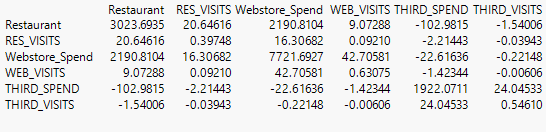 Restaurant RES_VISITS Webstore_Spend WEB_VISITS THIRD_SPEND THIRD_VISITS
Restaurant 3023.6935 20.64616 2190.8104 9.07288 -102.9815 -1.54006
RES_VISITS 20.64616 0.39748 16.30682 0.09210 -2.21443 -0.03943
Webstore_Spend 2190.8104 16.30682 7721.6927 42.70581 -22.61636 -0.22148
WEB_VISITS 9.07288 0.09210 42.70581 0.63075 -1.42344 -0.00606
THIRD_SPEND -102.9815 -2.21443 -22.61636 -1.42344 1922.0711 24.04533
THIRD_VISITS -1.54006 -0.03943 -0.22148 -0.00606 24.04533 0.54610